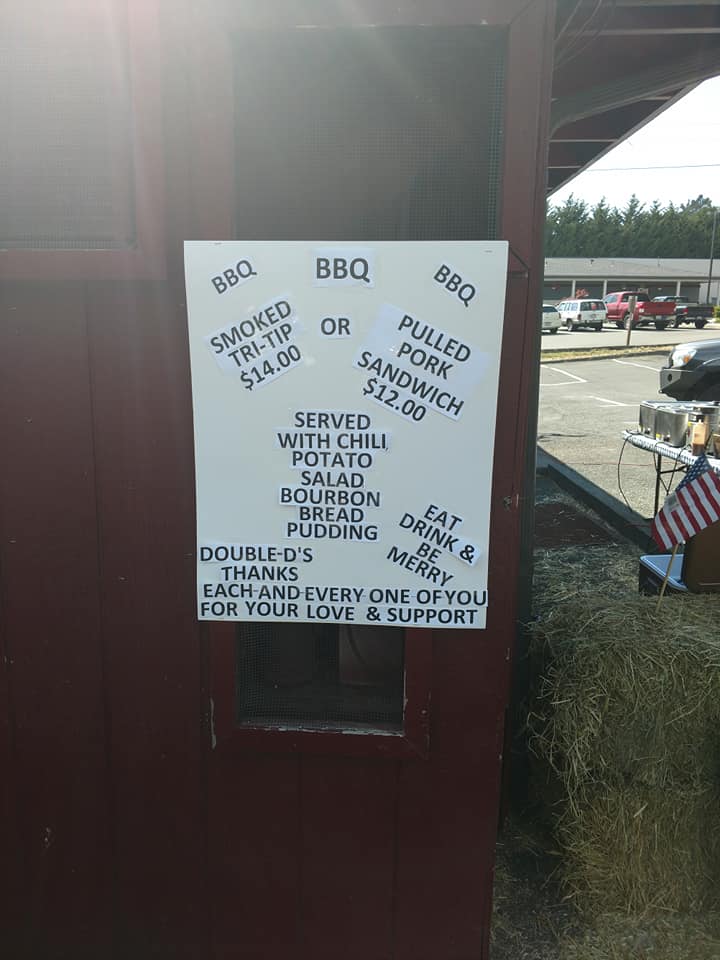 BBQ BBQ BBQ
SMOKED
TRI-TIP
$14.00
OR
PULLED
PORK
SANDWICH
$12.00
SERVED
WITH CHILI,
POTATO
SALAD
BOURBON
BREAD
PUDDING
EAT
DRINK &
BE
MERRY
DOUBLE-D'S
THANKS
EACH AND EVERY ONE OF YOU
FOR YOUR LOVE & SUPPORT